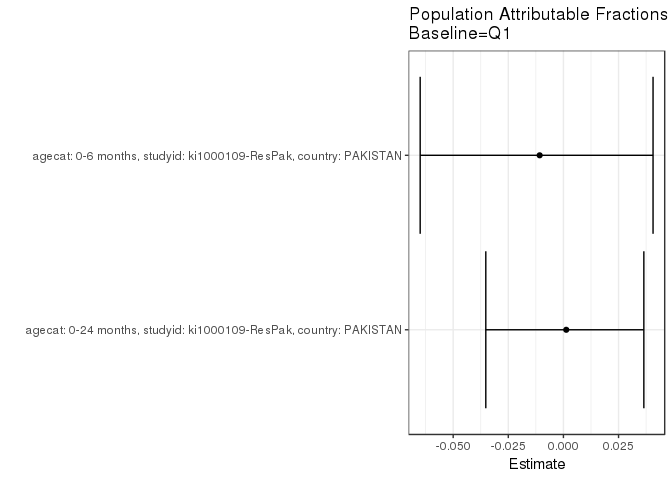 Population Attributable Fractions
Baseline=Q1
agecat: 0-6 months, studyid: ki1000109-ResPak, country: PAKISTAN
agecat: 0-24 months, studyid: ki1000109-ResPak, country: PAKISTAN
-0.050 -0.025 0.000 0.025
Estimate